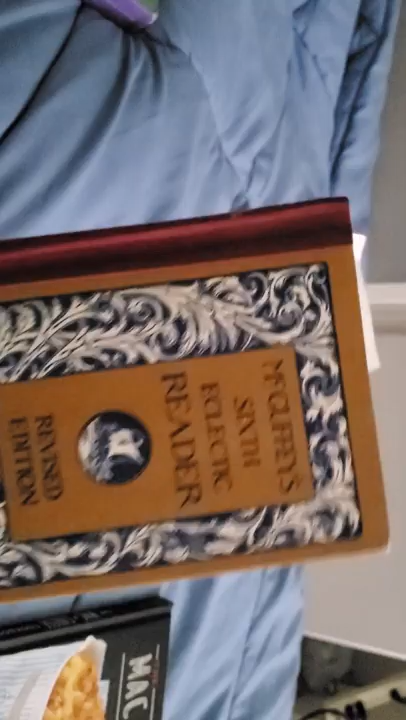 MCGUFFEY'S
SIXTH
ECLECTIC
READER
REVISED
EDITION
MAC